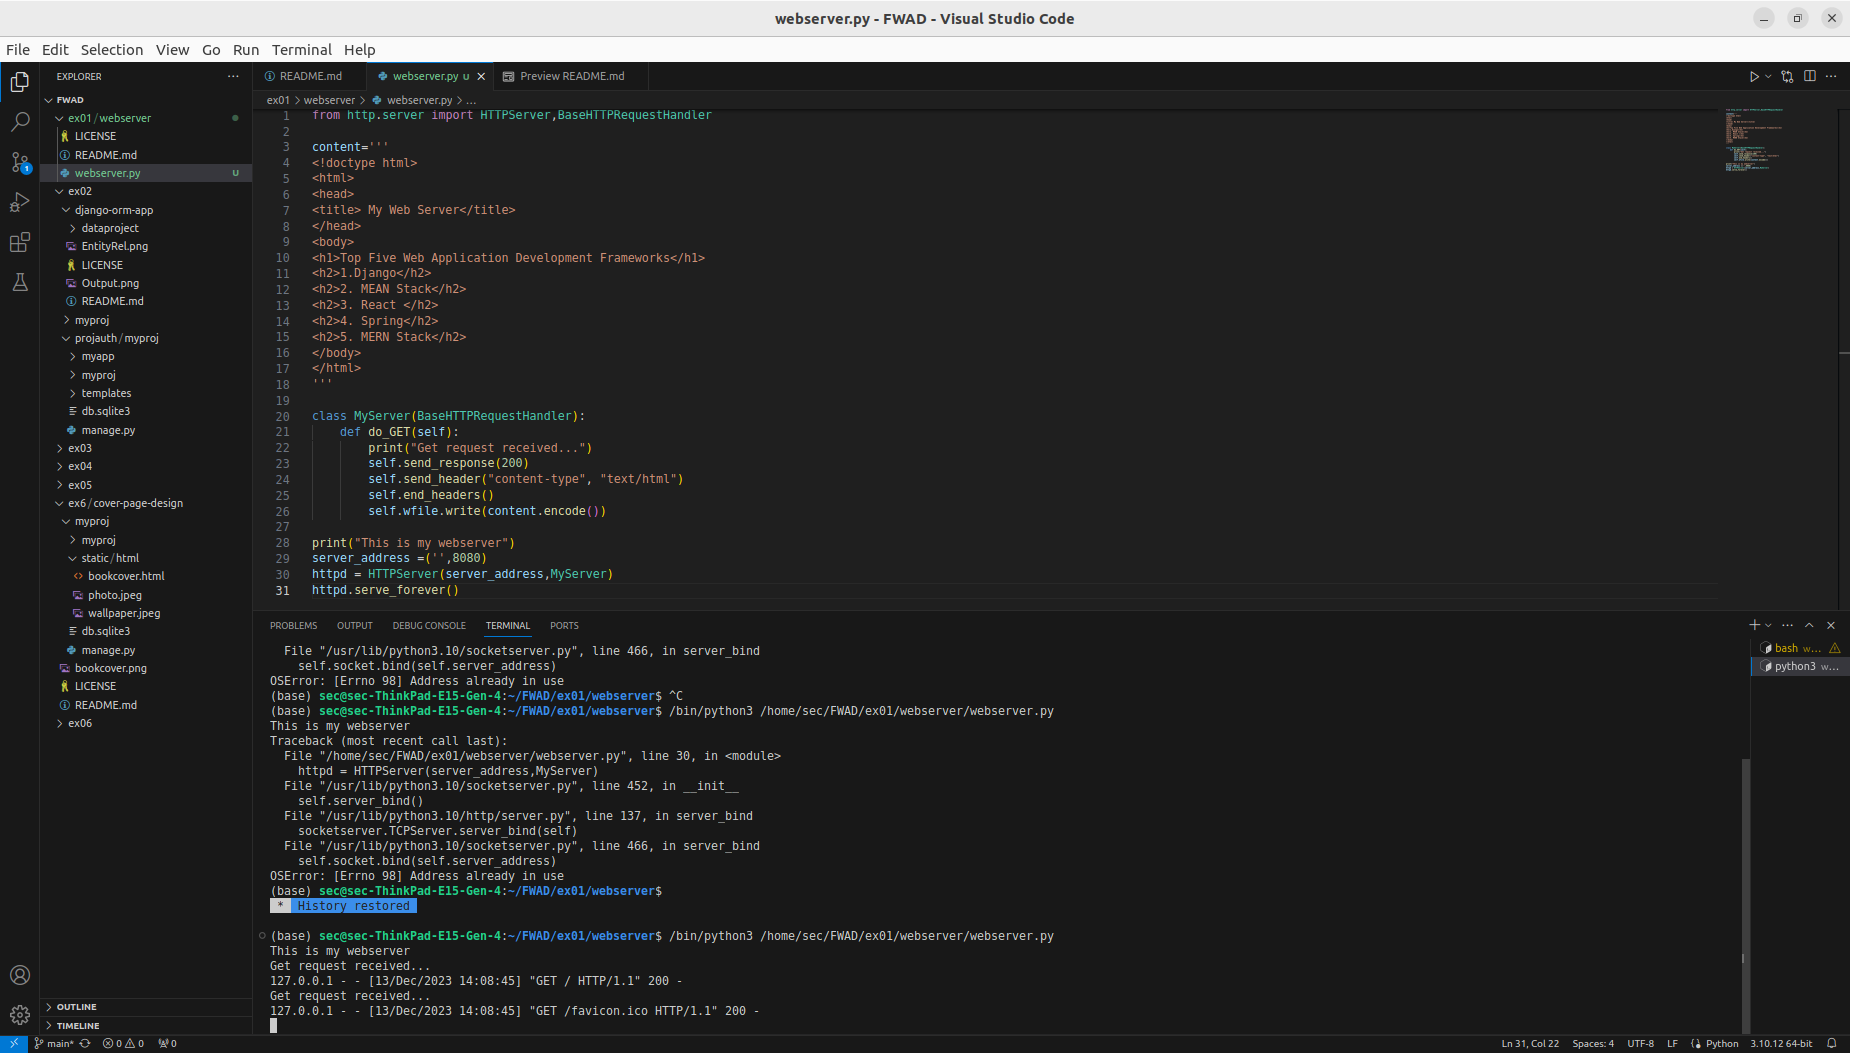 webserver.py - FWAD - Visual Studio Code
File Edit Selection View Go Run Terminal Help
EXPLORER
FWAD
ex01/webserver
LICENSE
README.md
webserver.py U
ex02
django-orm-app
dataproject
EntityRel.png
LICENSE
Output.png
README.md
myproj
projauth/myproj
myapp
myproj
templates
db.sqlite3
manage.py
ex03
ex04
ex05
ex6/cover-page-design
myproj
myproj
static/html
bookcover.html
photo.jpeg
wallpaper.jpeg
db.sqlite3
manage.py
bookcover.png
LICENSE
README.md
ex06
OUTLINE
TIMELINE
README.md webserver.py U Preview README.md
ex01 > webserver > webserver.py > ...
1 from http.server import HTTPServer,BaseHTTPRequestHandler
2
3 content='''
4 <!doctype html>
5 <html>
6 <head>
7 <title> My Web Server</title>
8 </head>
9 <body>
10 <h1>Top Five Web Application Development Frameworks</h1>
11 <h2>1.Django</h2>
12 <h2>2. MEAN Stack</h2>
13 <h2>3. React </h2>
14 <h2>4. Spring</h2>
15 <h2>5. MERN Stack</h2>
16 </body>
17 </html>
18 '''
19
20 class MyServer(BaseHTTPRequestHandler):
21 def do_GET(self):
22 print("Get request received...")
23 self.send_response(200)
24 self.send_header("content-type", "text/html")
25 self.end_headers()
26 self.wfile.write(content.encode())
27
28 print("This is my webserver")
29 server_address =('',8080)
30 httpd = HTTPServer(server_address,MyServer)
31 httpd.serve_forever()
PROBLEMS OUTPUT DEBUG CONSOLE TERMINAL PORTS
File "/usr/lib/python3.10/socketserver.py", line 466, in server_bind
self.socket.bind(self.server_address)
OSError: [Errno 98] Address already in use
(base) sec@sec-ThinkPad-E15-Gen-4:~/FWAD/ex01/webserver$ ^C
(base) sec@sec-ThinkPad-E15-Gen-4:~/FWAD/ex01/webserver$ /bin/python3 /home/sec/FWAD/ex01/webserver/webserver.py
This is my webserver
Traceback (most recent call last):
File "/home/sec/FWAD/ex01/webserver/webserver.py", line 30, in <module>
httpd = HTTPServer(server_address,MyServer)
File "/usr/lib/python3.10/socketserver.py", line 452, in __init__
self.server_bind()
File "/usr/lib/python3.10/http/server.py", line 137, in server_bind
socketserver.TCPServer.server_bind(self)
File "/usr/lib/python3.10/socketserver.py", line 466, in server_bind
self.socket.bind(self.server_address)
OSError: [Errno 98] Address already in use
(base) sec@sec-ThinkPad-E15-Gen-4:~/FWAD/ex01/webserver$
* History restored
(base) sec@sec-ThinkPad-E15-Gen-4:~/FWAD/ex01/webserver$ /bin/python3 /home/sec/FWAD/ex01/webserver/webserver.py
This is my webserver
Get request received...
127.0.0.1 - - [13/Dec/2023 14:08:45] "GET / HTTP/1.1" 200 -
Get request received...
127.0.0.1 - - [13/Dec/2023 14:08:45] "GET /favicon.ico HTTP/1.1" 200 -
bash w...
python3 w...
1
main* 0 0 0
Ln 31, Col 22 Spaces: 4 UTF-8 LF Python 3.10.12 64-bit